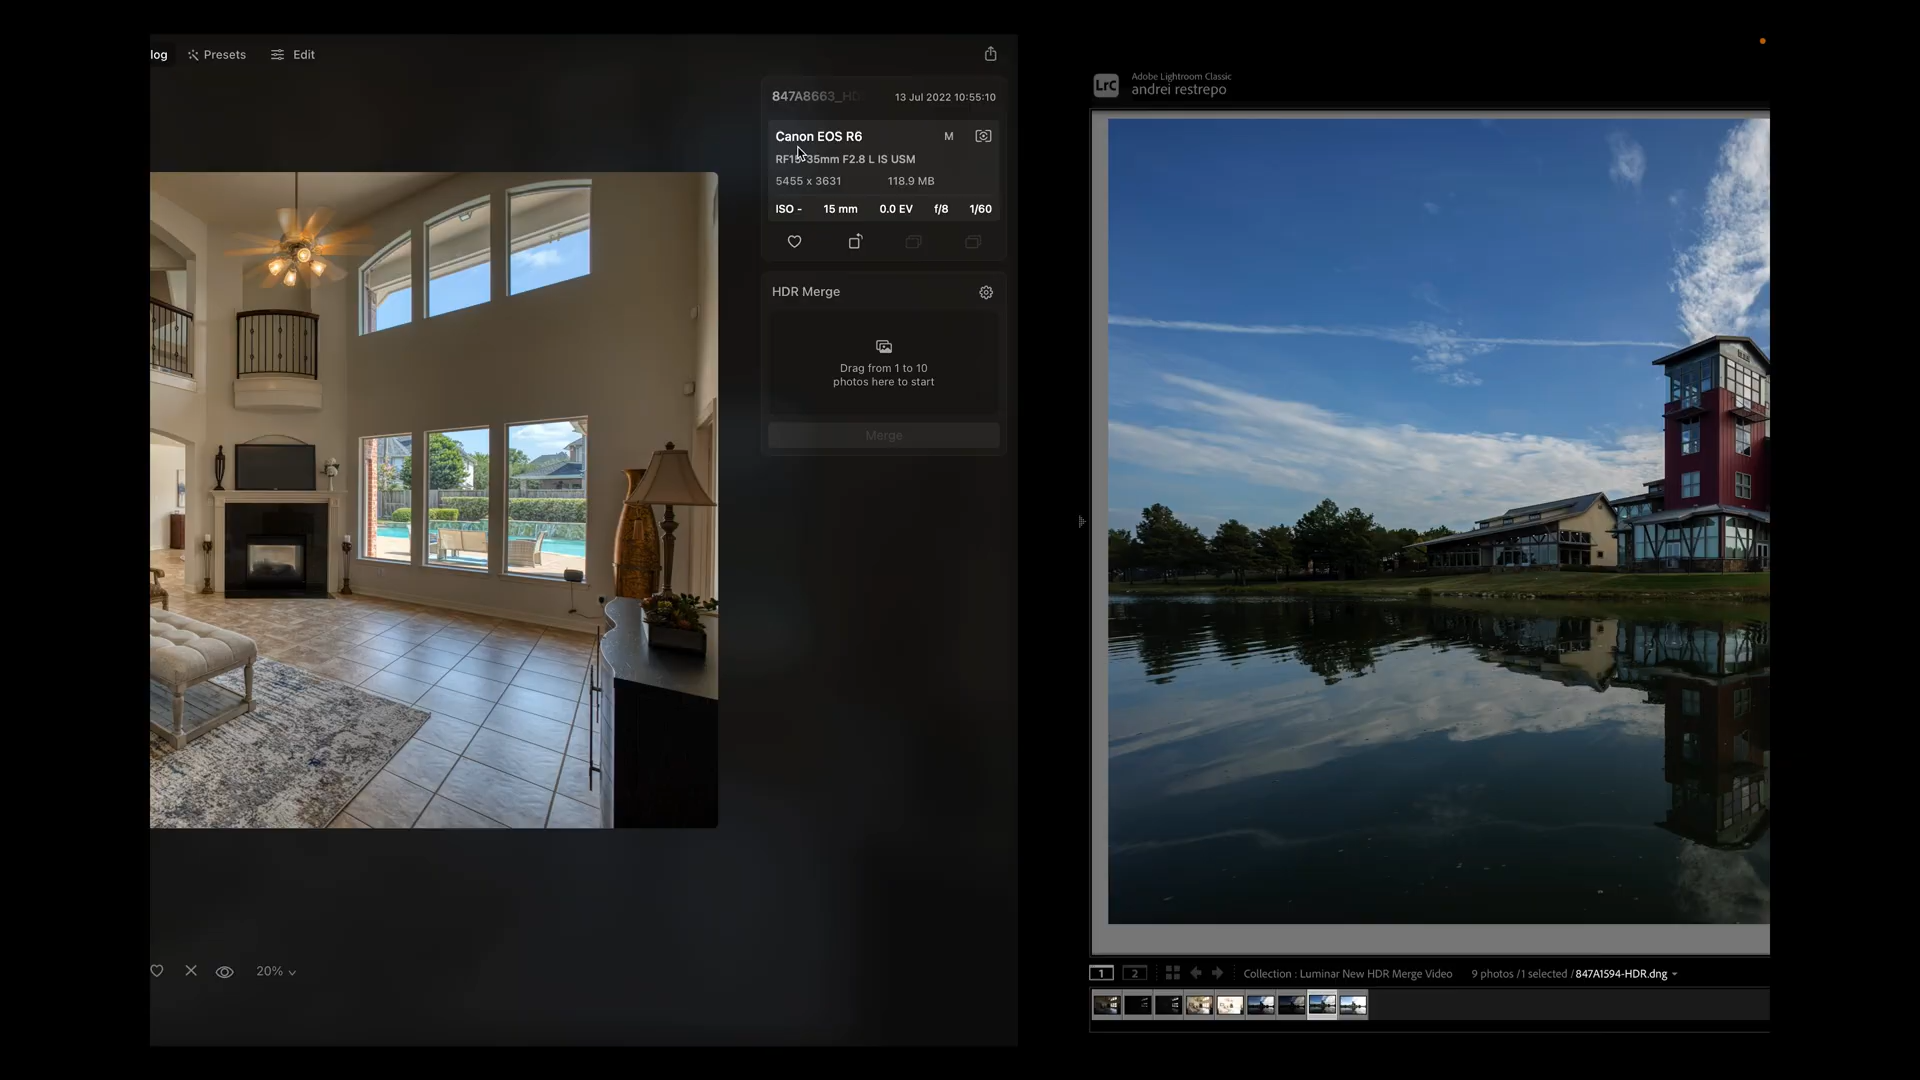 log Presets Edit
847A8663_HD 13 Jul 2022 10:55:10
Canon EOS R6 M
RF15-35mm F2.8 L IS USM
5455 x 3631 118.9 MB
ISO - 15 mm 0.0 EV f/8 1/60
HDR Merge
Drag from 1 to 10
photos here to start
Merge
20%
LrC
Adobe Lightroom Classic
andrei restrepo
1 2 Collection : Luminar New HDR Merge Video 9 photos /1 selected /847A1594-HDR.dng